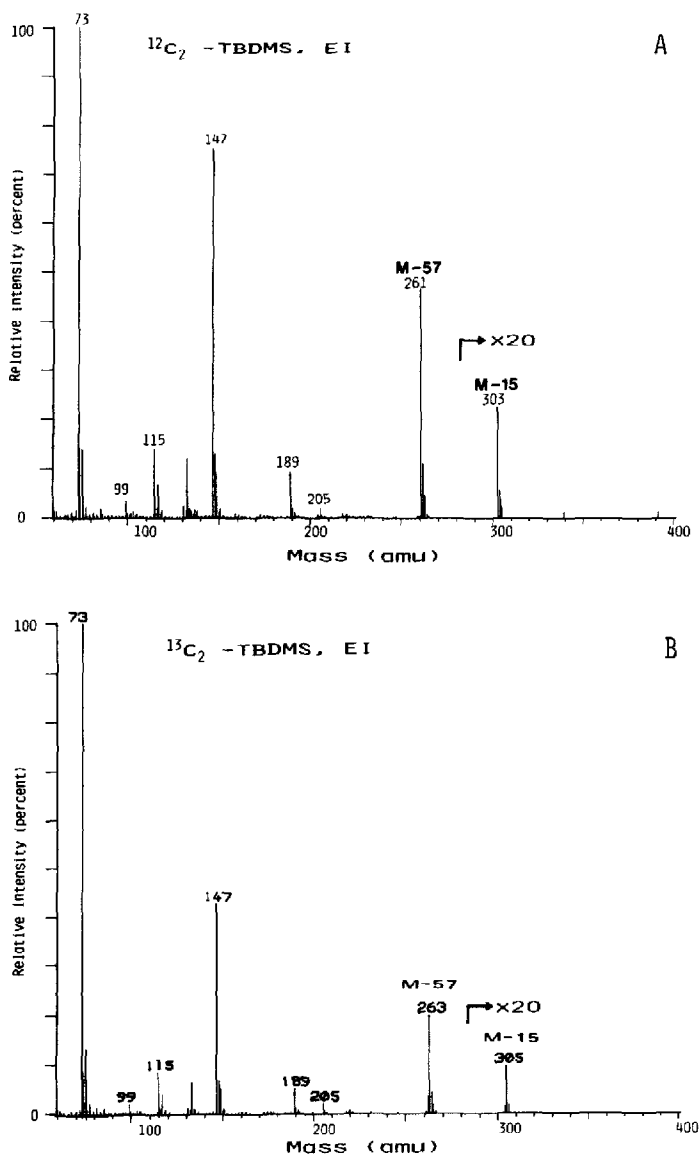 73
100
¹²C₂ -TBDMS, EI
A
147
M-57
261
×20
M-15
303
115
189
99
205
0
100
200
300
400
Mass (amu)
Relative intensity (percent)
73
100
¹³C₂ -TBDMS, EI
B
147
M-57
263
×20
M-15
305
115
189
99
205
0
100
200
300
400
Mass (amu)
Relative Intensity (percent)